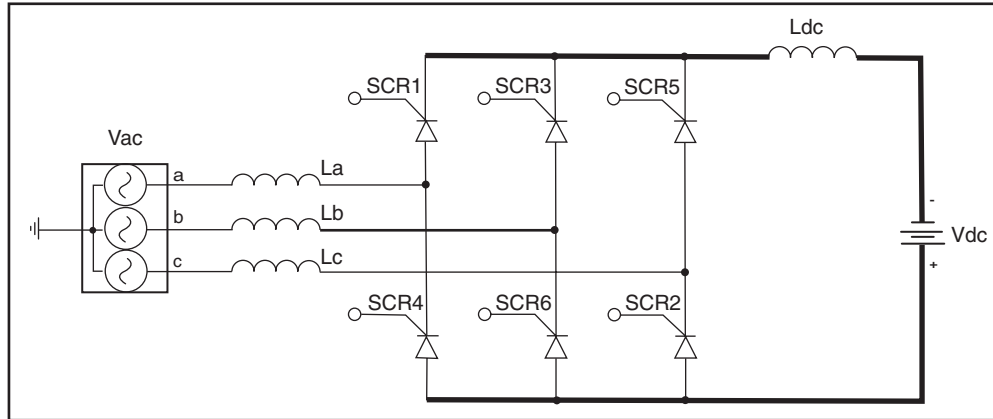 Ldc
SCR1 SCR3 SCR5
Vac
a La
b Lb
c Lc
-
Vdc
+
SCR4 SCR6 SCR2